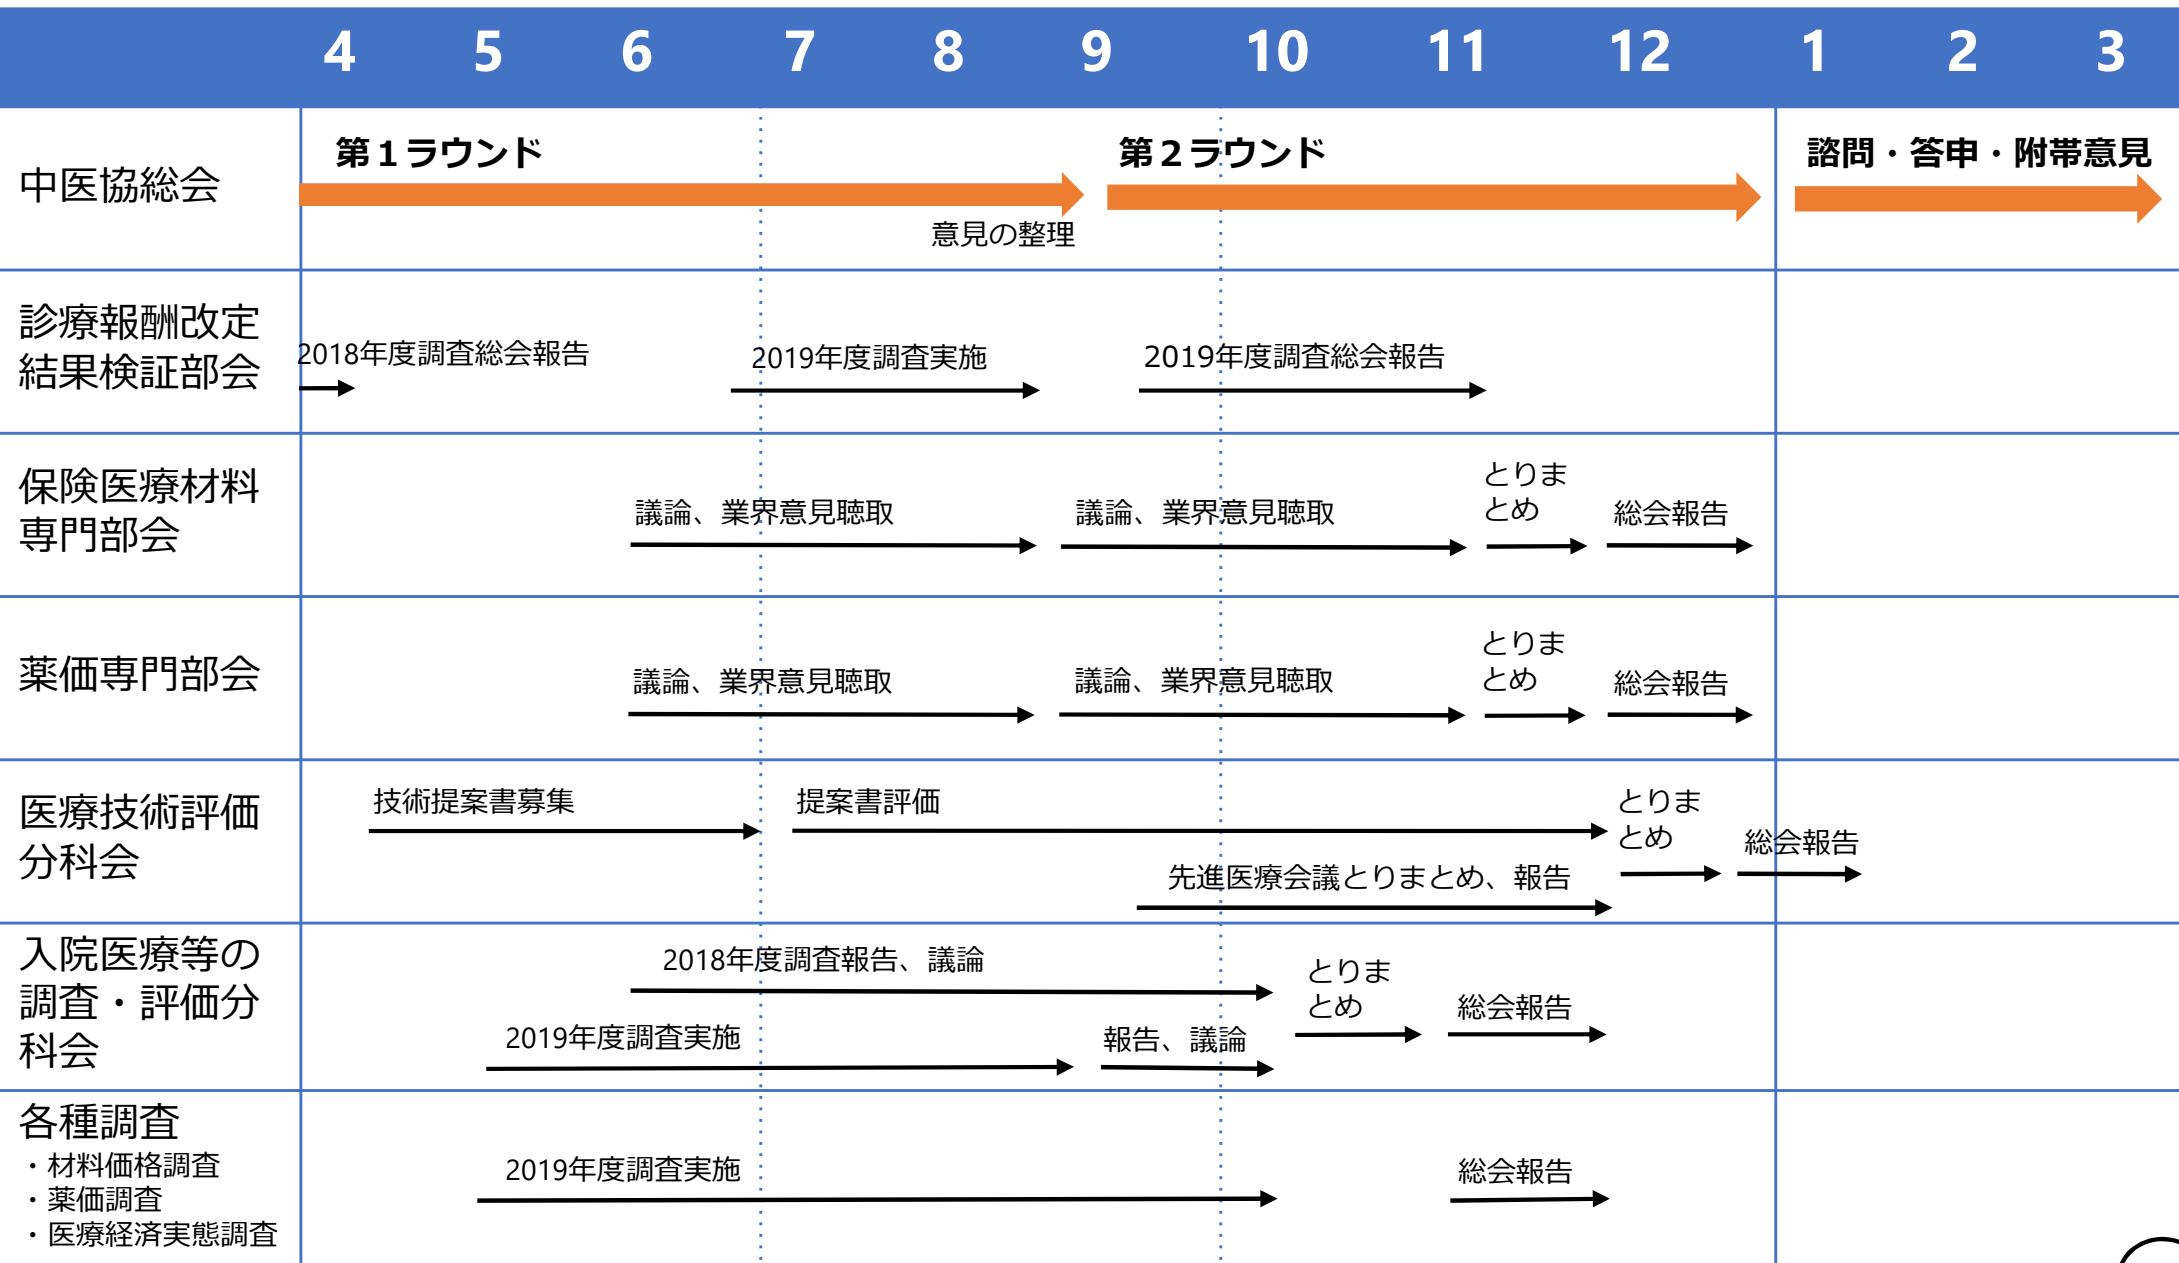 4 5 6 7 8 9 10 11 12 1 2 3
中医協総会
第１ラウンド
意見の整理
第２ラウンド
諮問・答申・附帯意見
診療報酬改定
結果検証部会
2018年度調査総会報告
2019年度調査実施
2019年度調査総会報告
保険医療材料
専門部会
議論、業界意見聴取
議論、業界意見聴取
とりま
とめ
総会報告
薬価専門部会
議論、業界意見聴取
議論、業界意見聴取
とりま
とめ
総会報告
医療技術評価
分科会
技術提案書募集
提案書評価
先進医療会議とりまとめ、報告
とりま
とめ
総会報告
入院医療等の
調査・評価分
科会
2018年度調査報告、議論
2019年度調査実施
報告、議論
とりま
とめ
総会報告
各種調査
・材料価格調査
・薬価調査
・医療経済実態調査
2019年度調査実施
総会報告